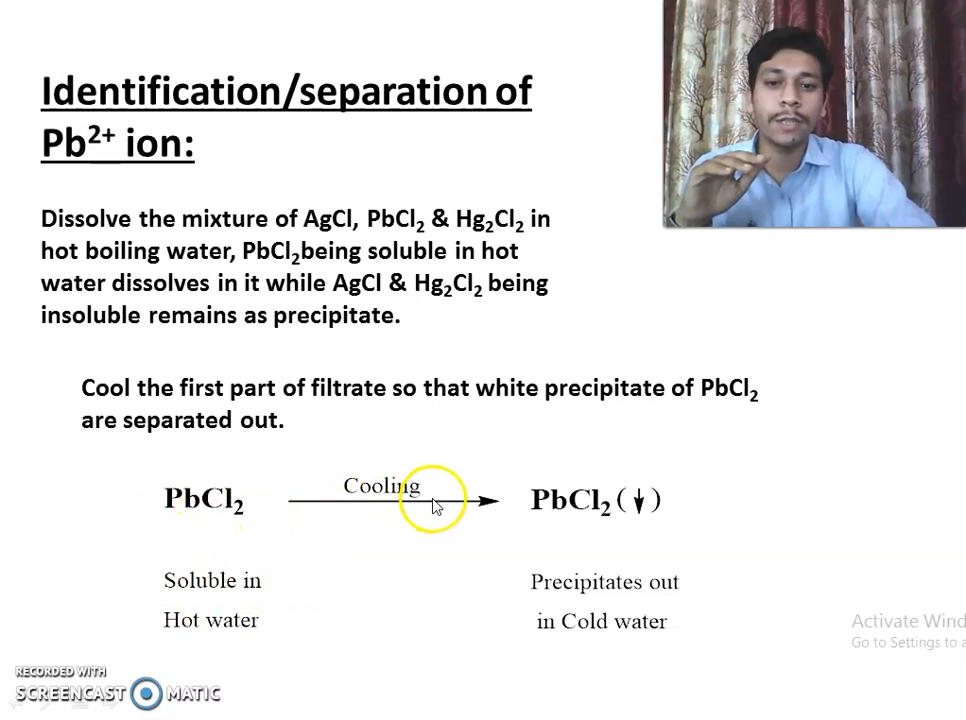 Identification/separation of
Pb²⁺ ion:
Dissolve the mixture of AgCl, PbCl₂ & Hg₂Cl₂ in
hot boiling water, PbCl₂being soluble in hot
water dissolves in it while AgCl & Hg₂Cl₂ being
insoluble remains as precipitate.
Cool the first part of filtrate so that white precipitate of PbCl₂
are separated out.
Cooling
PbCl₂ PbCl₂ (↓)
Soluble in Precipitates out
Hot water in Cold water
Activate Wind
Go to Settings to a
RECORDED WITH
SCREENCAST MATIC